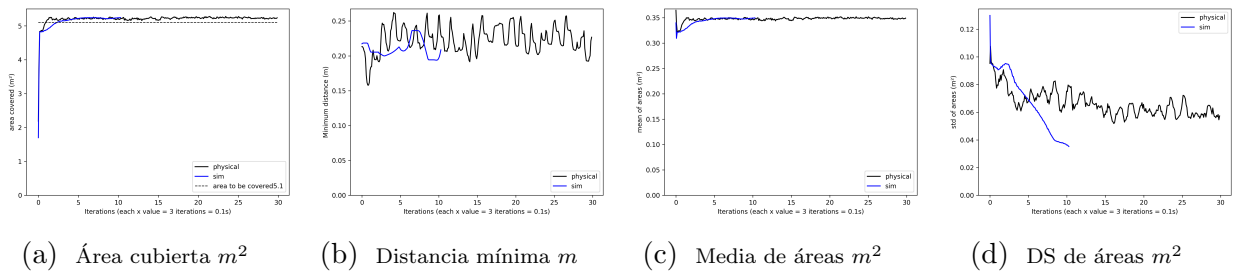 area covered (m²)
5
4
3
2
1
0
0
5
10
15
20
25
30
physical
sim
area to be covered5.1
Iterations (each x value = 3 iterations = 0.1s)
(a) Área cubierta m²
Minimum distance (m)
0.25
0.20
0.15
0.10
0.05
0.00
0
5
10
15
20
25
30
physical
sim
Iterations (each x value = 3 iterations = 0.1s)
(b) Distancia mínima m
mean of areas (m²)
0.35
0.30
0.25
0.20
0.15
0.10
0.05
0.00
0
5
10
15
20
25
30
physical
sim
Iterations (each x value = 3 iterations = 0.1s)
(c) Media de áreas m²
std of areas (m²)
0.12
0.10
0.08
0.06
0.04
0.02
0.00
0
5
10
15
20
25
30
physical
sim
Iterations (each x value = 3 iterations = 0.1s)
(d) DS de áreas m²